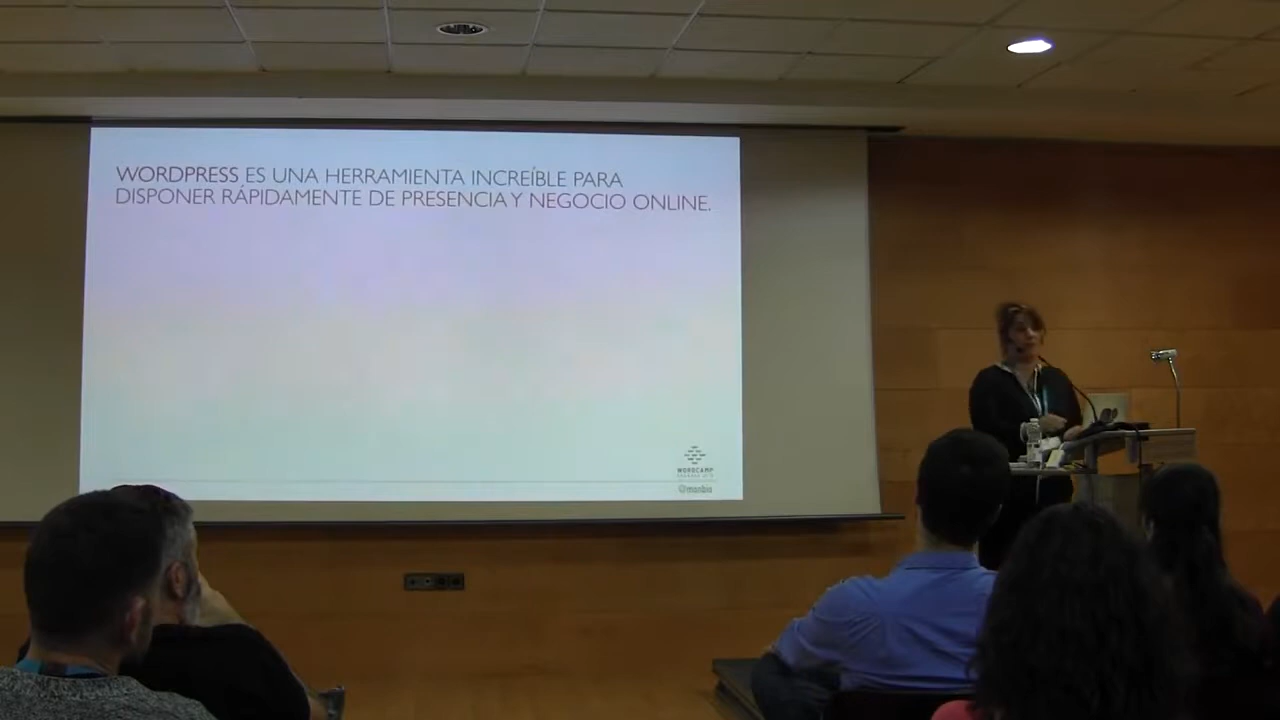 WORDPRESS ES UNA HERRAMIENTA INCREÍBLE PARA
DISPONER RÁPIDAMENTE DE PRESENCIA Y NEGOCIO ONLINE.
WORDCAMP